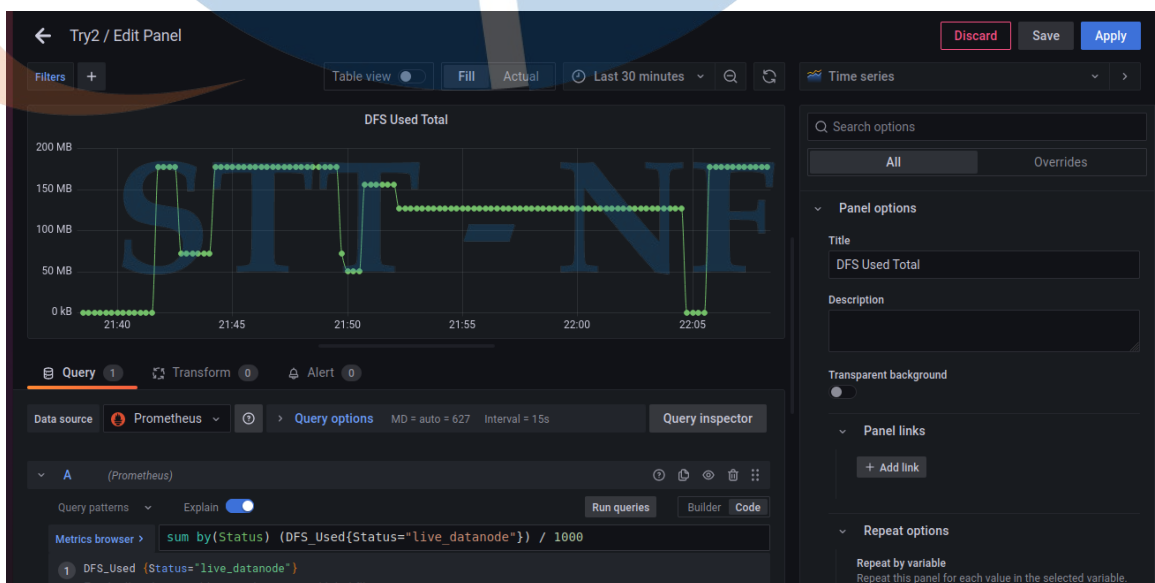 Try2 / Edit Panel
Discard
Save
Apply
Filters
Table view
Fill
Actual
Last 30 minutes
Time series
DFS Used Total
200 MB
150 MB
100 MB
50 MB
0 kB
21:40
21:45
21:50
21:55
22:00
22:05
STT - NF
Search options
All
Overrides
Panel options
Title
DFS Used Total
Description
Transparent background
Panel links
+ Add link
Repeat options
Repeat by variable
Repeat this panel for each value in the selected variable.
Query 1
Transform 0
Alert 0
Data source
Prometheus
Query options
MD = auto = 627
Interval = 15s
Query inspector
A
(Prometheus)
Query patterns
Explain
Run queries
Builder
Code
Metrics browser >
sum by(Status) (DFS_Used{Status="live_datanode"}) / 1000
1 DFS_Used {Status="live_datanode"}